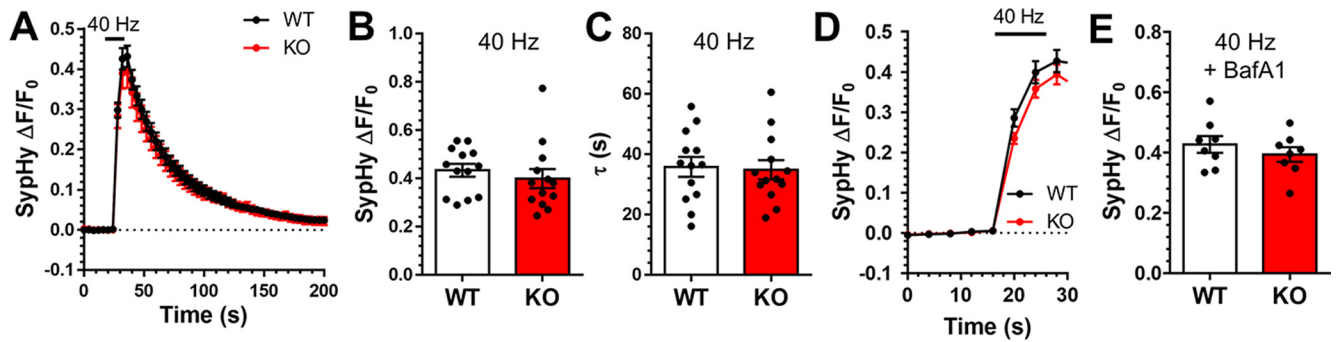 A
40 Hz
WT
KO
SypHy ΔF/F0
0.5
0.4
0.3
0.2
0.1
0.0
-0.1
0 50 100 150 200
Time (s)
B
40 Hz
SypHy ΔF/F0
1.0
0.8
0.6
0.4
0.2
0.0
WT KO
C
40 Hz
τ (s)
80
60
40
20
0
WT KO
D
40 Hz
SypHy ΔF/F0
0.5
0.4
0.3
0.2
0.1
0.0
-0.1
WT
KO
0 10 20 30
Time (s)
E
40 Hz
+ BafA1
SypHy ΔF/F0
0.8
0.6
0.4
0.2
0.0
WT KO